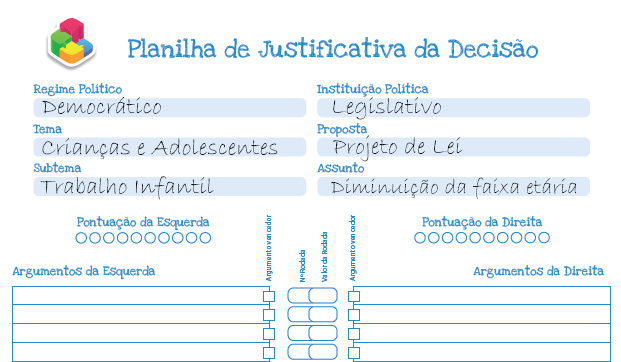 Planilha de Justificativa da Decisão
Regime Político
Democrático
Instituição Política
Legislativo
Tema
Crianças e Adolescentes
Proposta
Projeto de Lei
Subtema
Trabalho Infantil
Assunto
Diminuição da faixa etária
Pontuação da Esquerda
Pontuação da Direita
Argumentos da Esquerda
Argumento vencedor
Nº Rodada
Valor da Rodada
Argumento vencedor
Argumentos da Direita